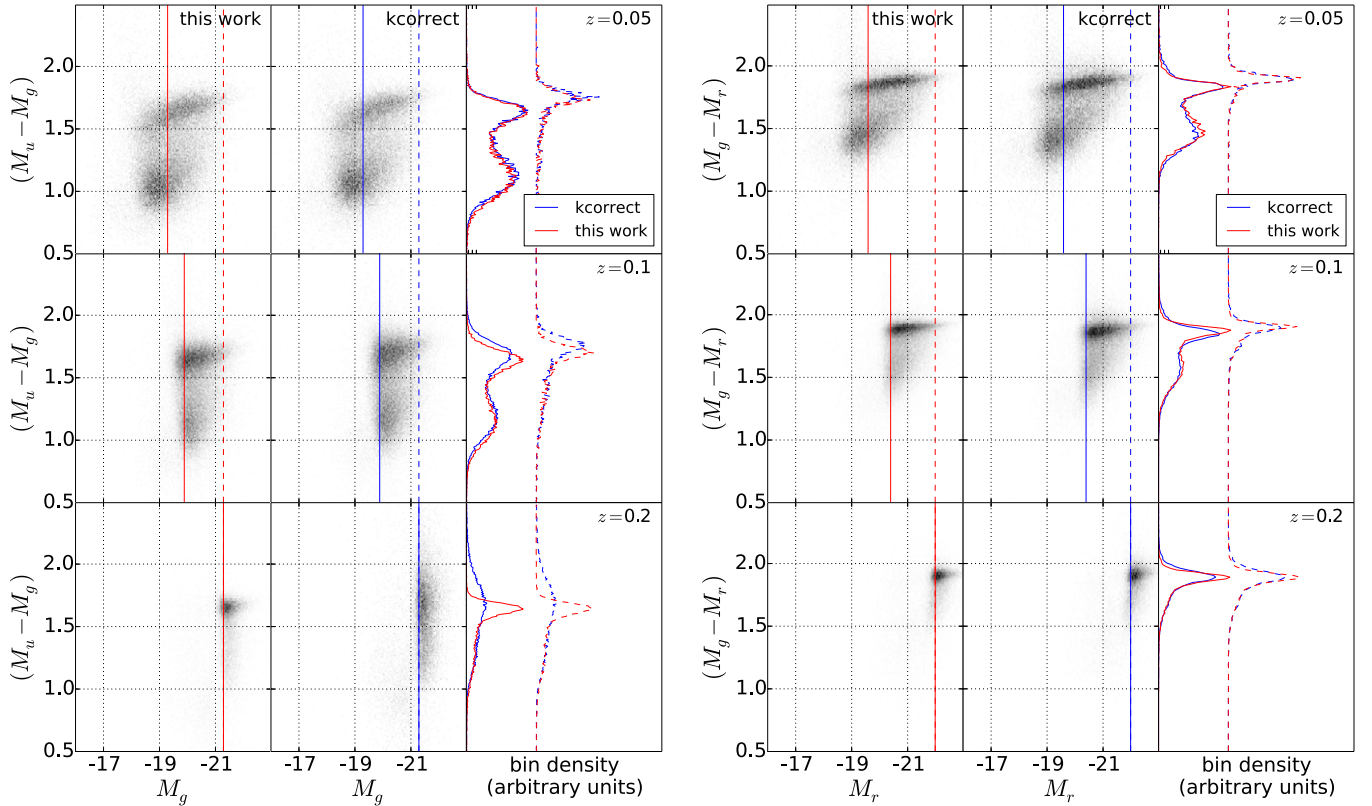 this work kcorrect z=0.05
2.0
1.5
1.0
0.5
(M_u − M_g)
kcorrect
this work
z=0.1
2.0
1.5
1.0
0.5
(M_u − M_g)
z=0.2
2.0
1.5
1.0
0.5
(M_u − M_g)
-17 -19 -21 -17 -19 -21
M_g M_g
bin density
(arbitrary units)
this work kcorrect z=0.05
2.0
1.5
1.0
0.5
(M_g − M_r)
kcorrect
this work
z=0.1
2.0
1.5
1.0
0.5
(M_g − M_r)
z=0.2
2.0
1.5
1.0
0.5
(M_g − M_r)
-17 -19 -21 -17 -19 -21
M_r M_r
bin density
(arbitrary units)